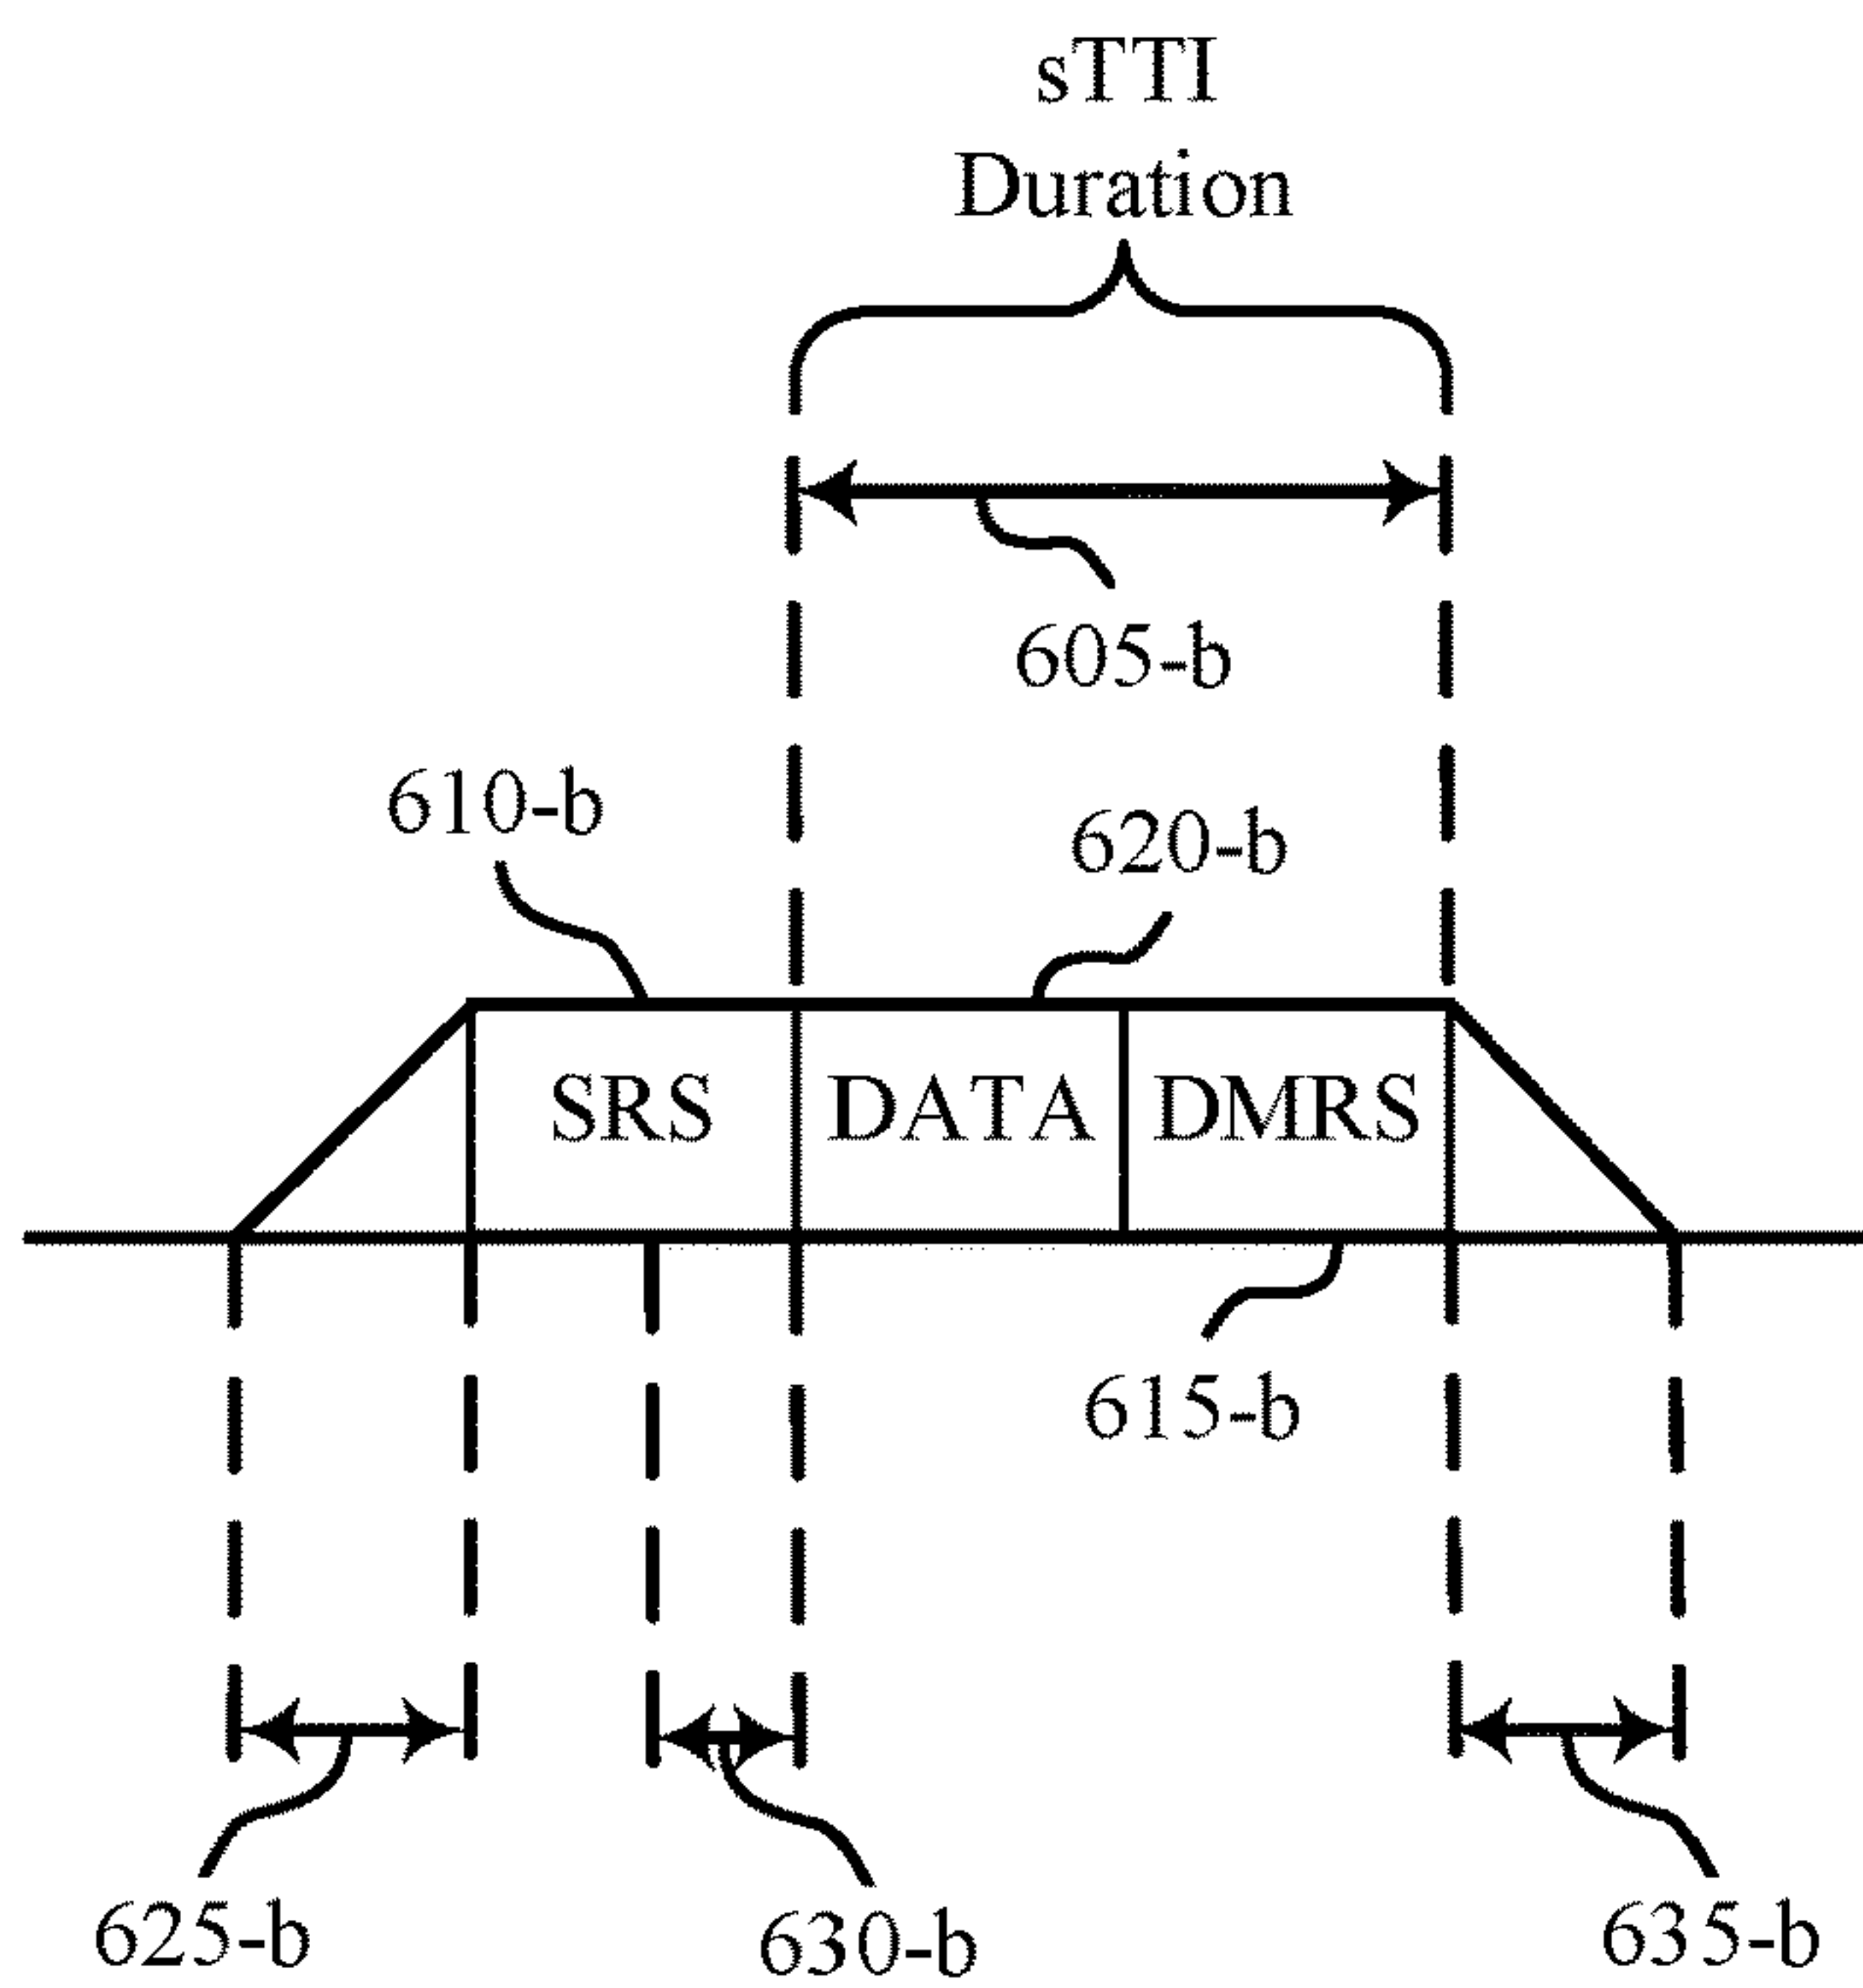 sTTI
Duration
605-b
610-b
620-b
SRS DATA DMRS
615-b
625-b 630-b 635-b